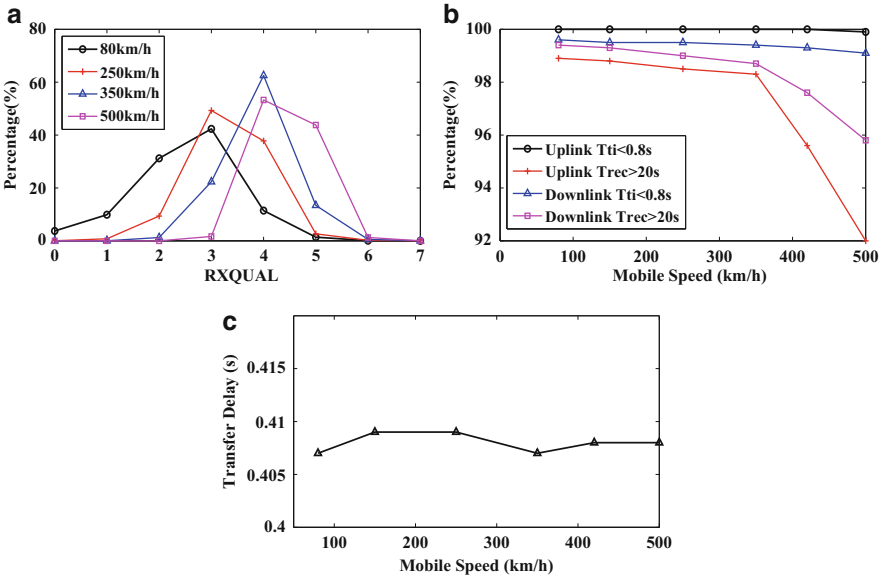 a
80
60
40
20
0
Percentage(%)
80km/h
250km/h
350km/h
500km/h
0 1 2 3 4 5 6 7
RXQUAL
b
100
98
96
94
92
Percentage(%)
Uplink Tti<0.8s
Uplink Trec>20s
Downlink Tti<0.8s
Downlink Trec>20s
0 100 200 300 400 500
Mobile Speed (km/h)
c
0.415
0.41
0.405
0.4
Transfer Delay (s)
100 200 300 400 500
Mobile Speed (km/h)